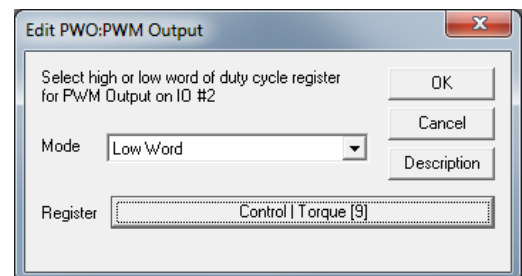 Edit PWO:PWM Output
Select high or low word of duty cycle register
for PWM Output on IO #2
OK
Cancel
Mode
Low Word
Description
Register
Control | Torque [9]